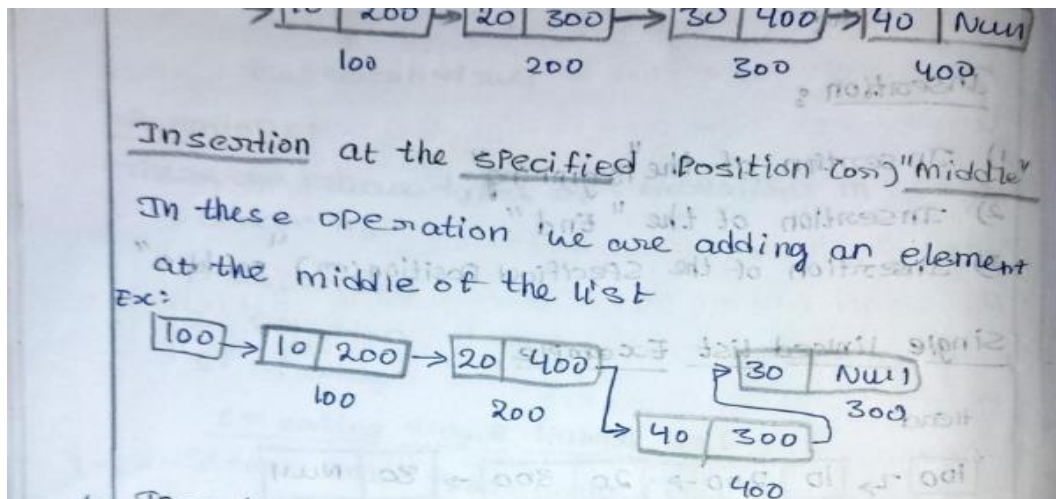 10 200 → 20 300 → 30 400 → 40 Null
100 200 300 400
Insertion at the specified Position (or) "middle"
In these operation we are adding an element
at the middle of the list
Ex:
100 → 10 200 → 20 400 30 Null
100 200 300
40 300
400